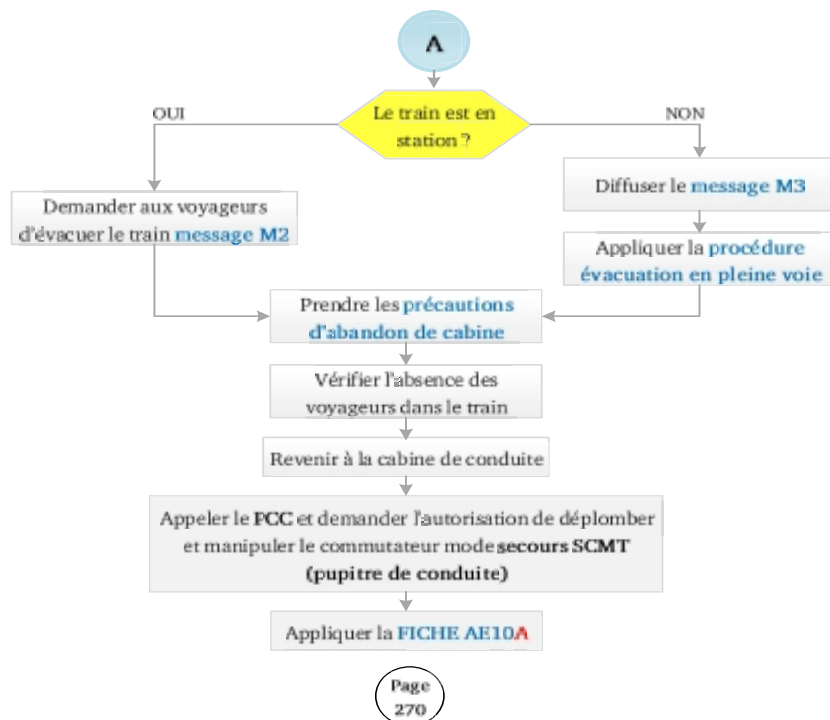 A
Le train est en
station ?
OUI
NON
Demander aux voyageurs
d'évacuer le train message M2
Diffuser le message M3
Appliquer la procédure
évacuation en pleine voie
Prendre les précautions
d'abandon de cabine
Vérifier l'absence des
voyageurs dans le train
Revenir à la cabine de conduite
Appeler le PCC et demander l'autorisation de déplomber
et manipuler le commutateur mode secours SCMT
(pupitre de conduite)
Appliquer la FICHE AE10A
Page
270